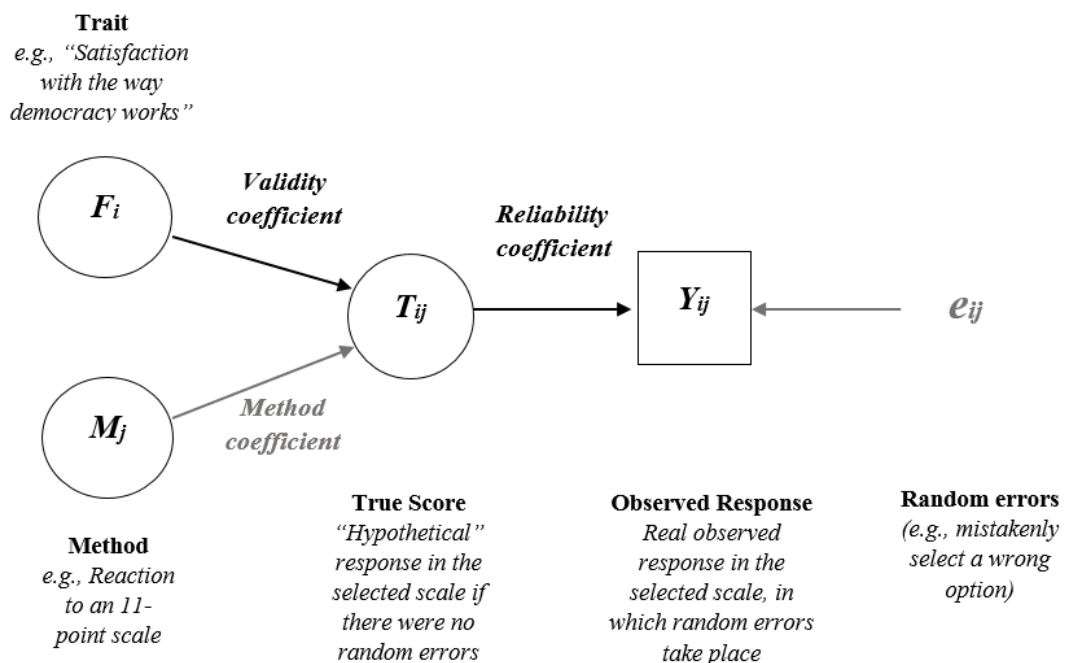 Trait
e.g., “Satisfaction
with the way
democracy works”
Fi
Validity
coefficient
Reliability
coefficient
Tij
Yij
eij
Mj
Method
coefficient
Method
e.g., Reaction
to an 11-
point scale
True Score
“Hypothetical”
response in the
selected scale if
there were no
random errors
Observed Response
Real observed
response in the
selected scale, in
which random errors
take place
Random errors
(e.g., mistakenly
select a wrong
option)